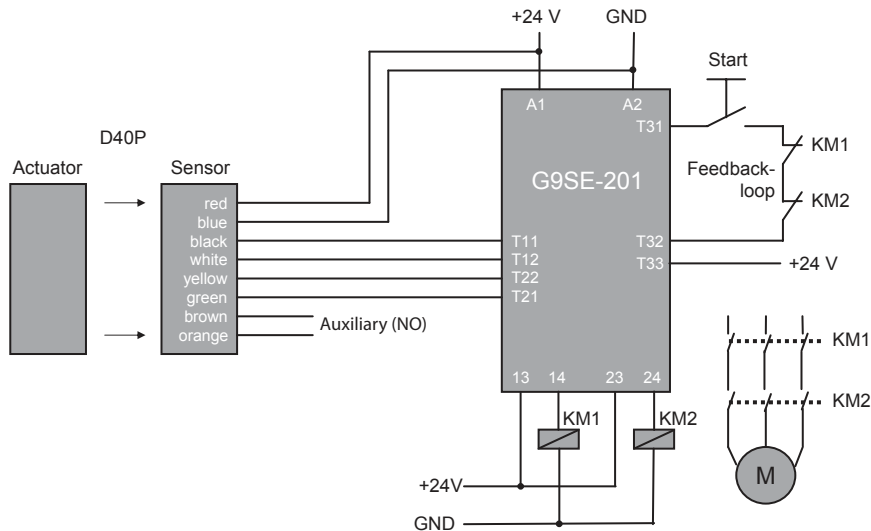 +24 V
GND
Start
A1
A2
T31
D40P
KM1
Actuator
Sensor
G9SE-201
Feedback-
loop
KM2
red
blue
black
T11
T32
white
T12
T33
+24 V
yellow
T22
green
T21
brown
Auxiliary (NO)
orange
KM1
13
14
23
24
KM2
KM1
KM2
M
+24V
GND